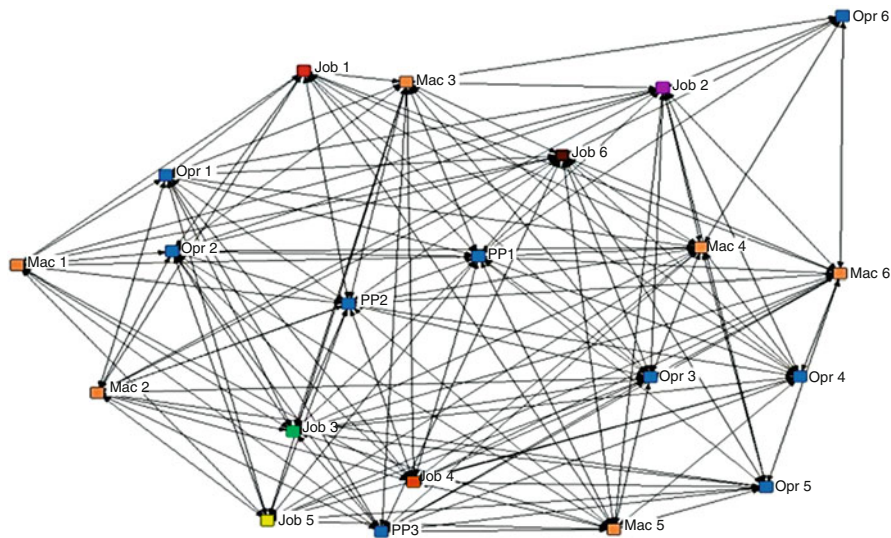 Opr 6
Job 1
Mac 3
Job 2
Job 6
Opr 1
Opr 2
Mac 4
PP1
Mac 1
Mac 6
PP2
Opr 3
Opr 4
Mac 2
Job 3
Job 4
Opr 5
Job 5
PP3
Mac 5